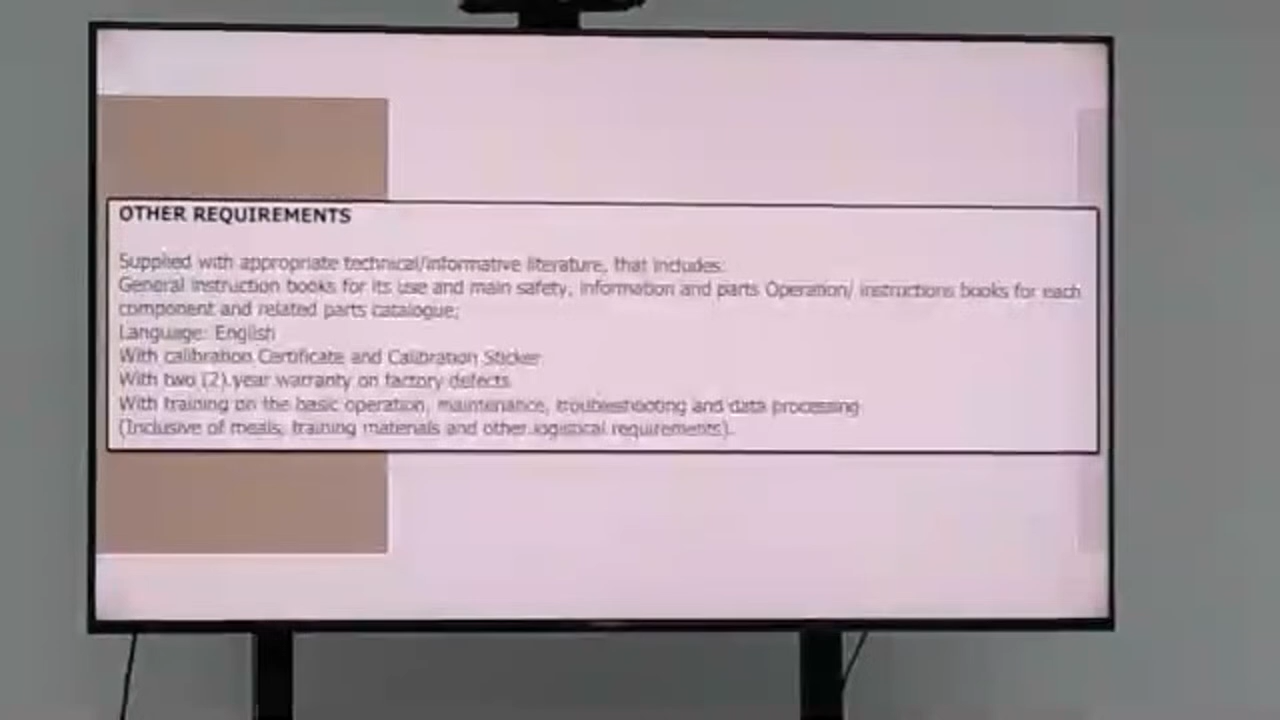 OTHER REQUIREMENTS
Supplied with appropriate technical/informative literature, that includes:
General instruction books for its use and main safety, information and parts Operation/ instructions books for each
component and related parts catalogue;
Language: English
With calibration Certificate and Calibration Sticker
With two (2) year warranty on factory defects
With training on the basic operation, maintenance, troubleshooting and data processing
(Inclusive of meals, training materials and other logistical requirements).